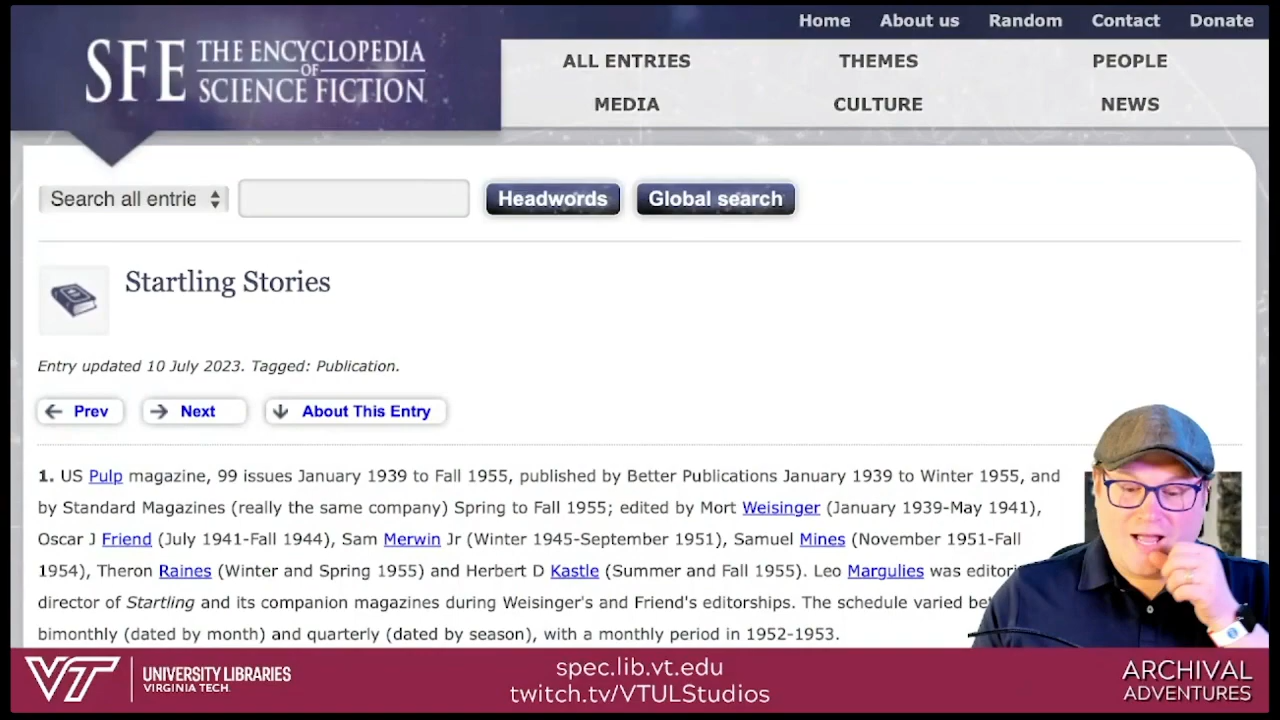 Home About us Random Contact Donate
SFE THE ENCYCLOPEDIA OF SCIENCE FICTION
ALL ENTRIES THEMES PEOPLE
MEDIA CULTURE NEWS
Search all entrie Headwords Global search
Startling Stories
Entry updated 10 July 2023. Tagged: Publication.
Prev Next About This Entry
1. US Pulp magazine, 99 issues January 1939 to Fall 1955, published by Better Publications January 1939 to Winter 1955, and
by Standard Magazines (really the same company) Spring to Fall 1955; edited by Mort Weisinger (January 1939-May 1941),
Oscar J Friend (July 1941-Fall 1944), Sam Merwin Jr (Winter 1945-September 1951), Samuel Mines (November 1951-Fall
1954), Theron Raines (Winter and Spring 1955) and Herbert D Kastle (Summer and Fall 1955). Leo Margulies was
director of Startling and its companion magazines during Weisinger's and Friend's editorships. The schedule varied
bimonthly (dated by month) and quarterly (dated by season), with a monthly period in 1952-1953.
VT UNIVERSITY LIBRARIES
VIRGINIA TECH.
spec.lib.vt.edu
twitch.tv/VTULStudios
ARCHIVAL
ADVENTURES